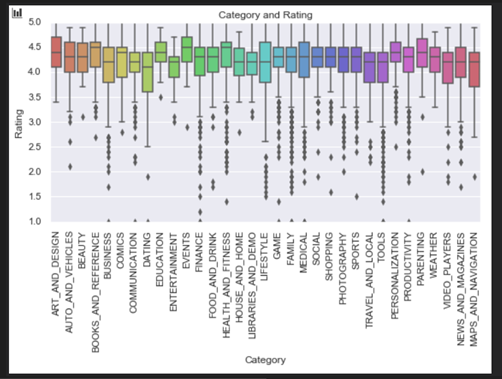 Category and Rating
5.0
4.5
4.0
3.5
3.0
2.5
2.0
1.5
1.0
Rating
ART_AND_DESIGN
AUTO_AND_VEHICLES
BEAUTY
BOOKS_AND_REFERENCE
BUSINESS
COMICS
COMMUNICATION
DATING
EDUCATION
ENTERTAINMENT
EVENTS
FINANCE
FOOD_AND_DRINK
HEALTH_AND_FITNESS
HOUSE_AND_HOME
LIBRARIES_AND_DEMO
LIFESTYLE
GAME
FAMILY
MEDICAL
SOCIAL
SHOPPING
PHOTOGRAPHY
SPORTS
TRAVEL_AND_LOCAL
TOOLS
PERSONALIZATION
PRODUCTIVITY
PARENTING
WEATHER
VIDEO_PLAYERS
NEWS_AND_MAGAZINES
MAPS_AND_NAVIGATION
Category